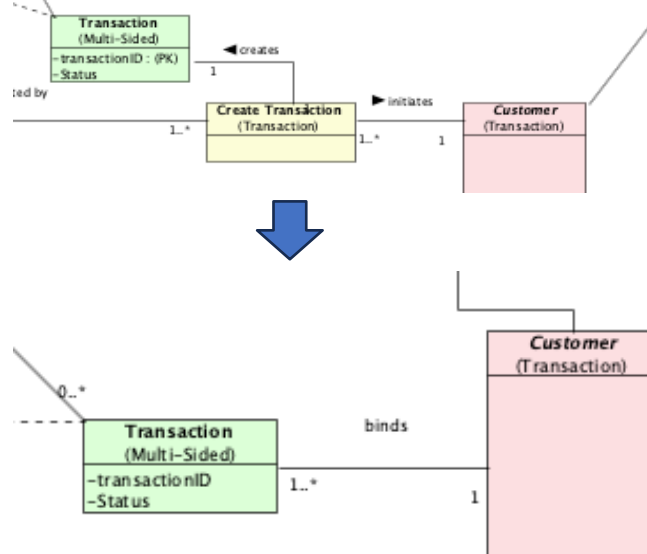 Transaction
(Multi-Sided)
-transactionID : (PK)
-Status
creates
1
ted by
1..*
Create Transaction
(Transaction)
initiates
1..*
1
Customer
(Transaction)
Customer
(Transaction)
0..*
Transaction
(Multi-Sided)
-transactionID
-Status
binds
1..*
1